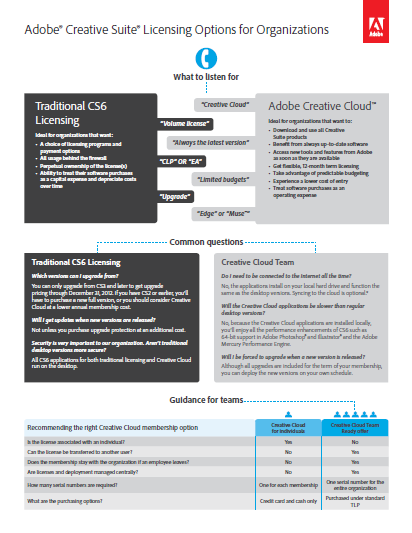 Adobe® Creative Suite® Licensing Options for Organizations
Adobe
What to listen for
Traditional CS6
Licensing
Ideal for organizations that want:
• A choice of licensing programs and
payment options
• All usage behind the firewall
• Perpetual ownership of the license(s)
• Ability to treat their software purchases
as a capital expense and depreciate costs
over time
"Creative Cloud"
"Volume license"
"Always the latest version"
"CLP" OR "EA"
"Limited budgets"
"Upgrade"
"Edge" or "Muse™"
Adobe Creative Cloud™
Ideal for organizations that want to:
• Download and use all Creative
Suite products
• Benefit from always up-to-date software
• Access new tools and features from Adobe
as soon as they are available
• Get flexible, 12-month term licensing
• Take advantage of predictable budgeting
• Experience a lower cost of entry
• Treat software purchases as an
operating expense
Common questions
Traditional CS6 Licensing
Which versions can I upgrade from?
You can only upgrade from CS3 and later to get upgrade
pricing through December 31, 2012. If you have CS2 or earlier, you'll
have to purchase a new full version, or you should consider Creative
Cloud at a lower annual membership cost.
Will I get updates when new versions are released?
Not unless you purchase upgrade protection at an additional cost.
Security is very important to our organization. Aren't traditional
desktop versions more secure?
All CS6 applications for both traditional licensing and Creative Cloud
run on the desktop.
Creative Cloud Team
Do I need to be connected to the Internet all the time?
No, the applications install on your local hard drive and function the
same as the desktop versions. Syncing to the cloud is optional.*
Will the Creative Cloud applications be slower than regular
desktop versions?
No, because the Creative Cloud applications are installed locally,
you'll enjoy all the performance enhancements of CS6 such as
64-bit support in Adobe Photoshop® and Illustrator® and the Adobe
Mercury Performance Engine.
Will I be forced to upgrade when a new version is released?
Although all upgrades are included for the term of your membership,
you can deploy the new versions on your own schedule.
Guidance for teams
Recommending the right Creative Cloud membership option
Creative Cloud
for individuals
Creative Cloud Team
Ready offer
Is the license associated with an individual? Yes No
Can the license be transferred to another user? No Yes
Does the membership stay with the organization if an employee leaves? No Yes
Are licenses and deployment managed centrally? No Yes
How many serial numbers are required? One for each membership One serial number for the
entire organization
What are the purchasing options? Credit card and cash only Purchased under standard
TLP